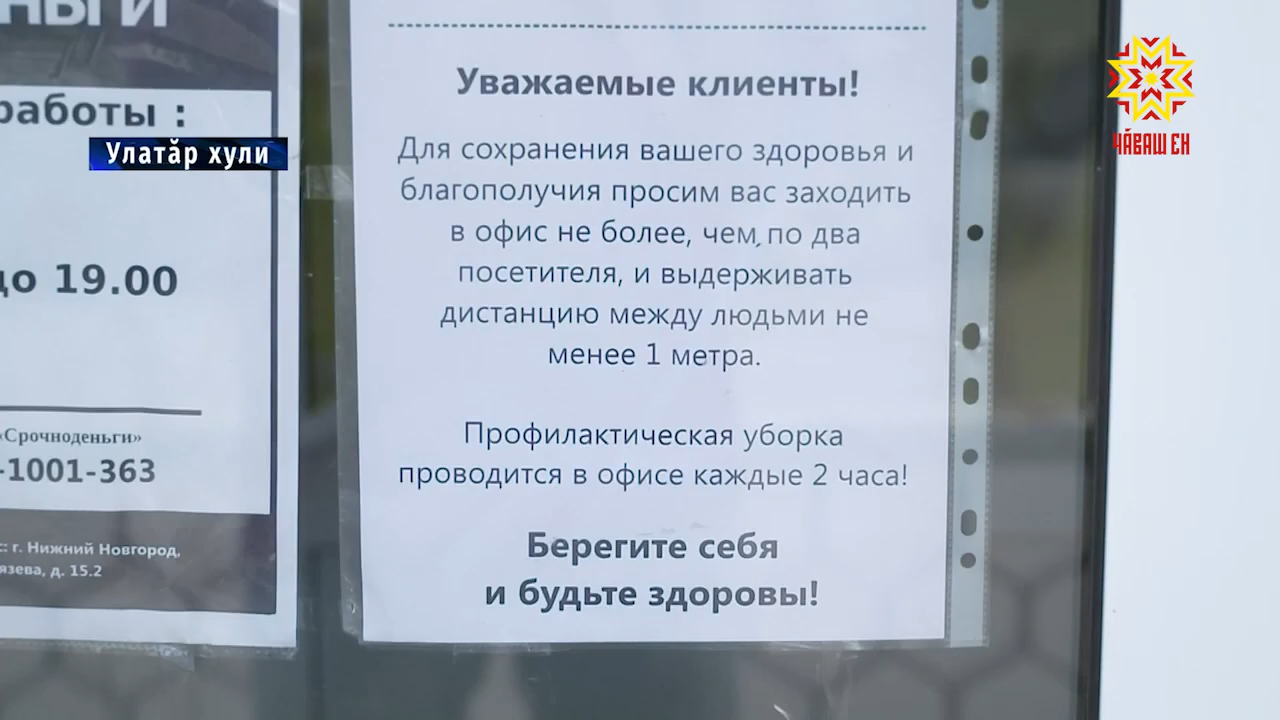 НЫ И
работы :
до 19.00
«Срочноденьги»
-1001-363
с: г. Нижний Новгород,
язева, д. 15.2
Улатӑр хули
Уважаемые клиенты!
Для сохранения вашего здоровья и
благополучия просим вас заходить
в офис не более, чем, по два
посетителя, и выдерживать
дистанцию между людьми не
менее 1 метра.
Профилактическая уборка
проводится в офисе каждые 2 часа!
Берегите себя
и будьте здоровы!
ЧӐВАШ ЕН